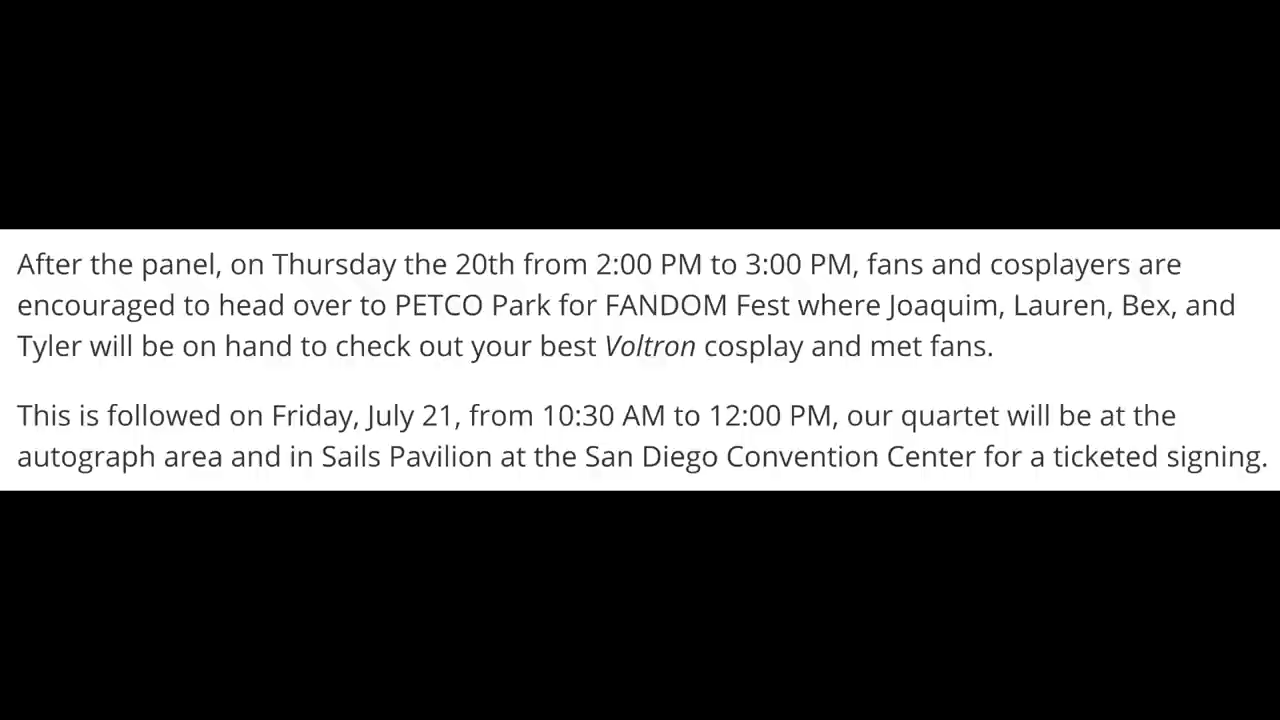 After the panel, on Thursday the 20th from 2:00 PM to 3:00 PM, fans and cosplayers are
encouraged to head over to PETCO Park for FANDOM Fest where Joaquim, Lauren, Bex, and
Tyler will be on hand to check out your best Voltron cosplay and met fans.
This is followed on Friday, July 21, from 10:30 AM to 12:00 PM, our quartet will be at the
autograph area and in Sails Pavilion at the San Diego Convention Center for a ticketed signing.